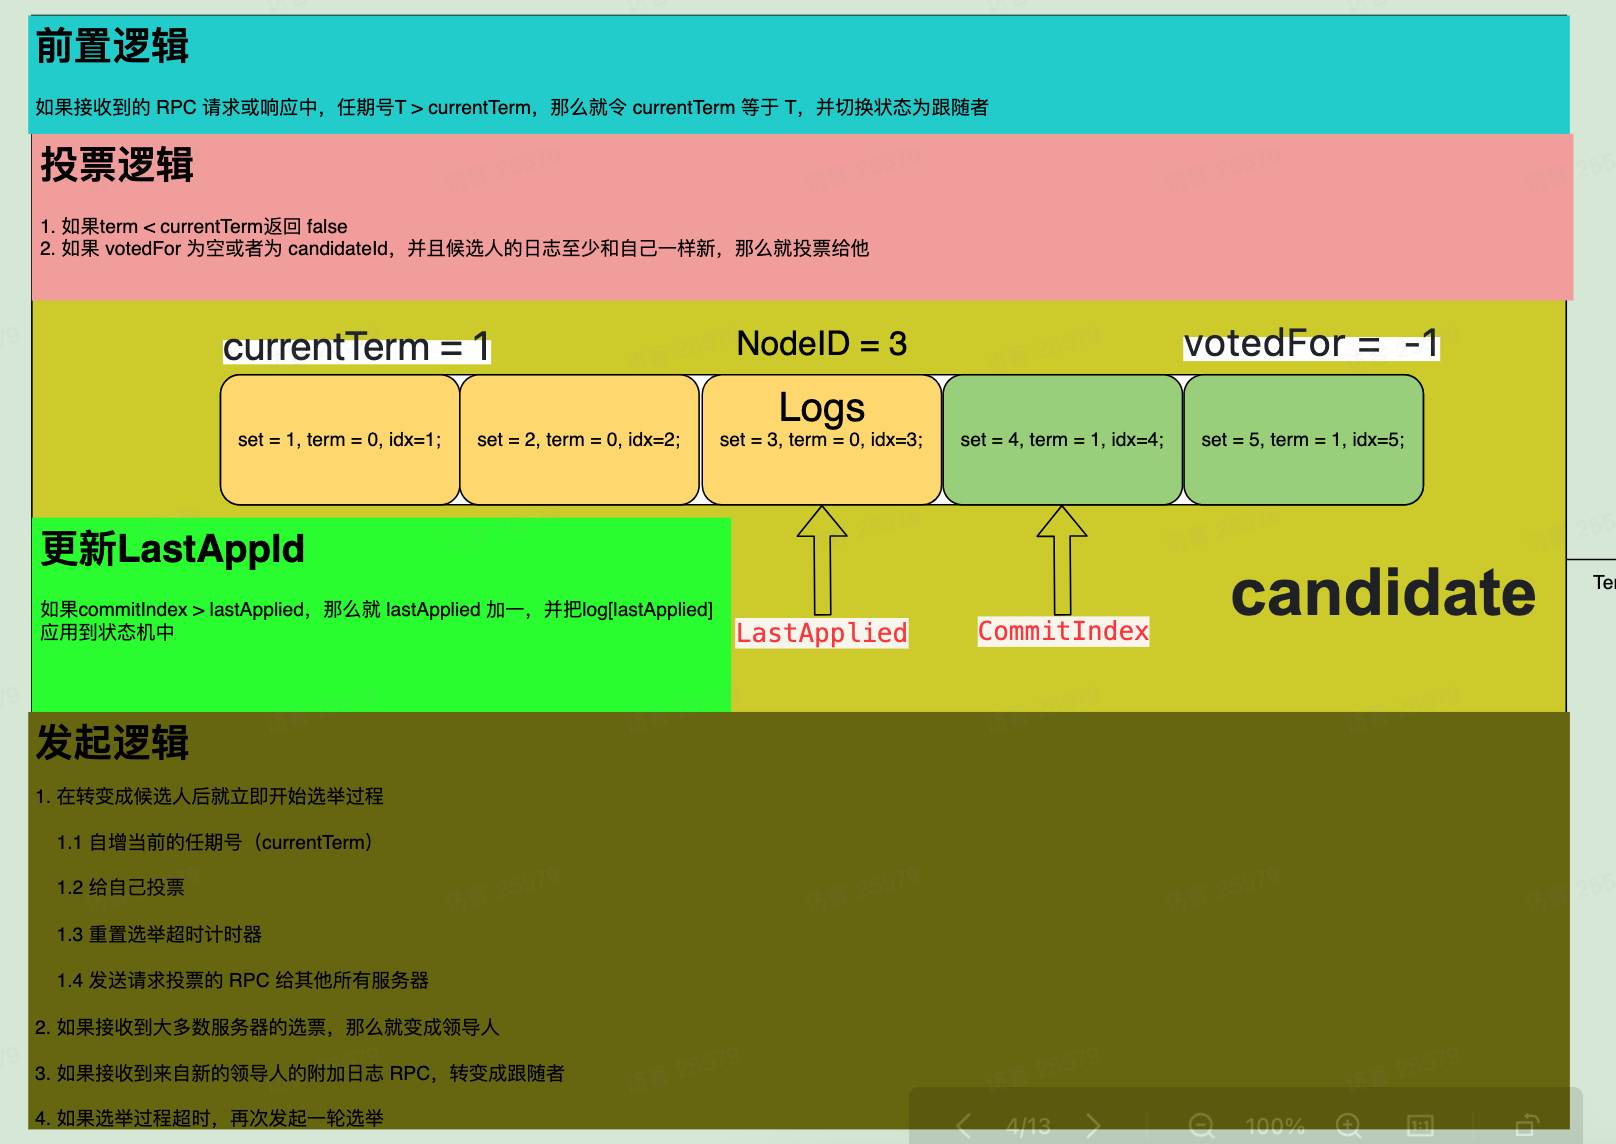 前置逻辑
如果接收到的 RPC 请求或响应中，任期号T > currentTerm，那么就令 currentTerm 等于 T，并切换状态为跟随者
投票逻辑
1. 如果term < currentTerm返回 false
2. 如果 votedFor 为空或者为 candidateId，并且候选人的日志至少和自己一样新，那么就投票给他
currentTerm = 1
NodeID = 3
votedFor = -1
Logs
set = 1, term = 0, idx=1;
set = 2, term = 0, idx=2;
set = 3, term = 0, idx=3;
set = 4, term = 1, idx=4;
set = 5, term = 1, idx=5;
更新LastAppId
如果commitIndex > lastApplied，那么就 lastApplied 加一，并把log[lastApplied]
应用到状态机中
LastApplied
CommitIndex
candidate
发起逻辑
1. 在转变成候选人后就立即开始选举过程
1.1 自增当前的任期号（currentTerm）
1.2 给自己投票
1.3 重置选举超时计时器
1.4 发送请求投票的 RPC 给其他所有服务器
2. 如果接收到大多数服务器的选票，那么就变成领导人
3. 如果接收到来自新的领导人的附加日志 RPC，转变成跟随者
4. 如果选举过程超时，再次发起一轮选举
4/13
100%
1:1
访客 25579